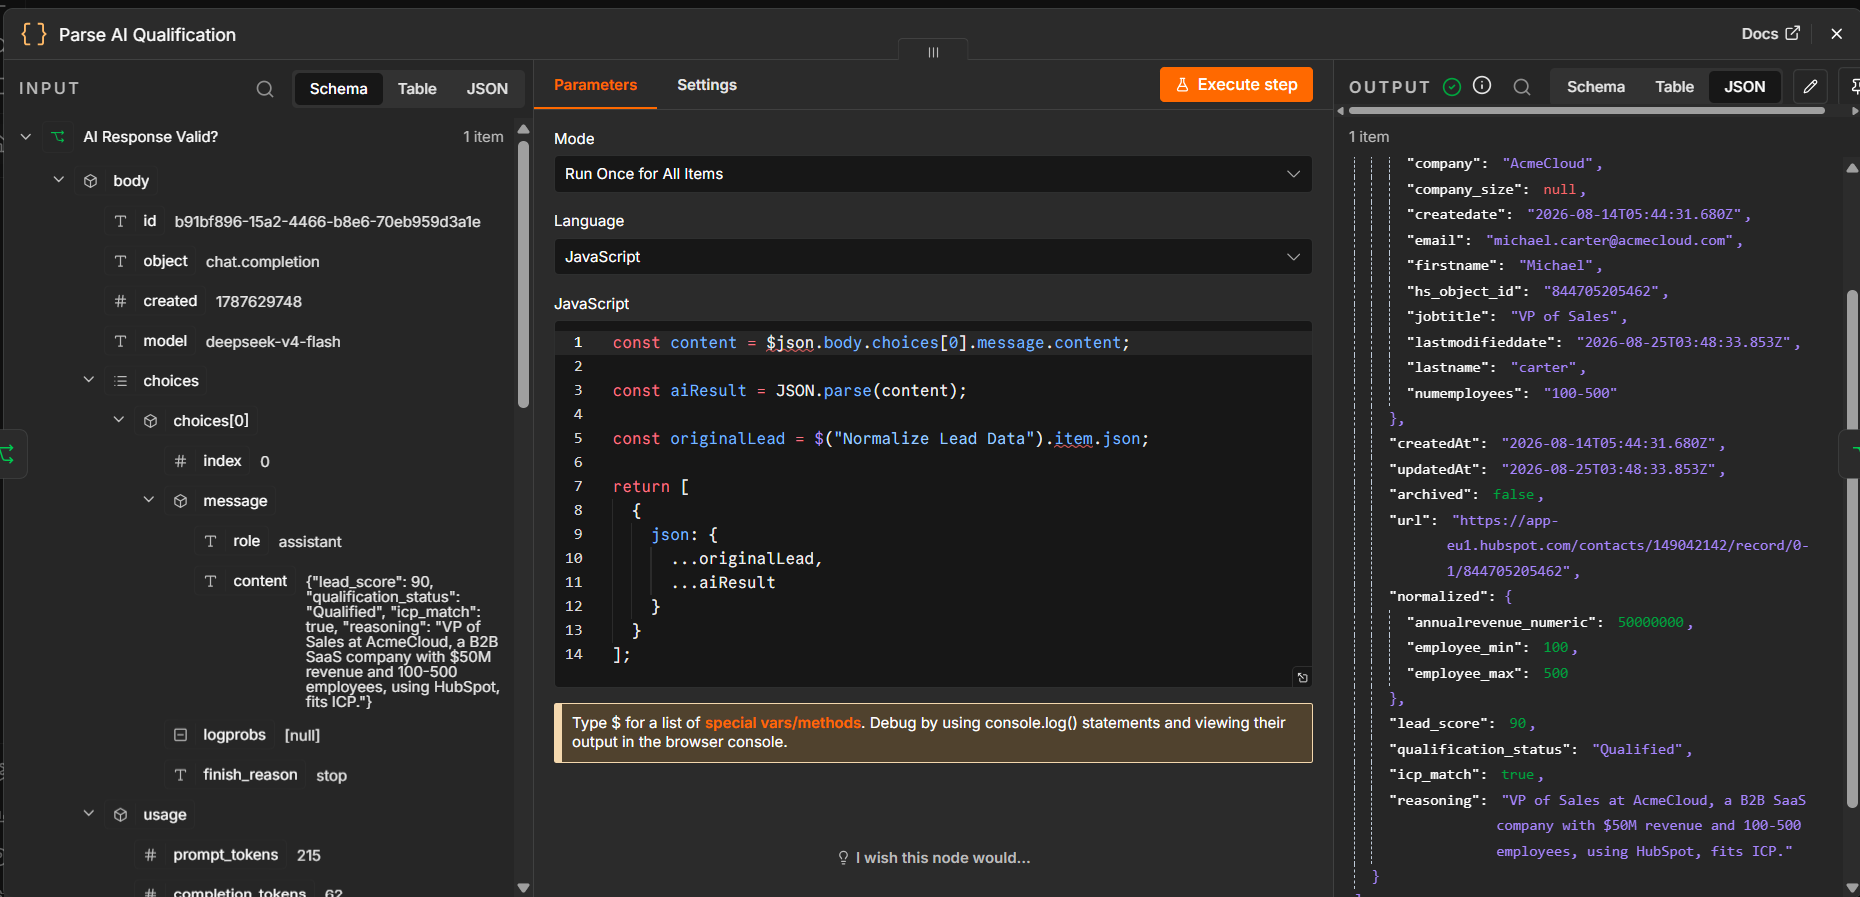 {} Parse AI Qualification
Docs
INPUT
Schema
Table
JSON
AI Response Valid?
1 item
body
T id b91bf896-15a2-4466-b8e6-70eb959d3a1e
T object chat.completion
# created 1787629748
T model deepseek-v4-flash
choices
choices[0]
# index 0
message
T role assistant
T content {"lead_score": 90,
"qualification_status":
"Qualified", "icp_match":
true, "reasoning": "VP of
Sales at AcmeCloud, a B2B
SaaS company with $50M
revenue and 100-500
employees, using HubSpot,
fits ICP."}
logprobs [null]
T finish_reason stop
usage
# prompt_tokens 215
# completion_tokens 62
Parameters
Settings
Execute step
Mode
Run Once for All Items
Language
JavaScript
JavaScript
1 const content = $json.body.choices[0].message.content;
2
3 const aiResult = JSON.parse(content);
4
5 const originalLead = $("Normalize Lead Data").item.json;
6
7 return [
8 {
9 json: {
10 ...originalLead,
11 ...aiResult
12 }
13 }
14 ];
Type $ for a list of special vars/methods. Debug by using console.log() statements and viewing their
output in the browser console.
I wish this node would...
OUTPUT
Schema
Table
JSON
1 item
"company": "AcmeCloud",
"company_size": null,
"createdate": "2026-08-14T05:44:31.680Z",
"email": "michael.carter@acmecloud.com",
"firstname": "Michael",
"hs_object_id": "844705205462",
"jobtitle": "VP of Sales",
"lastmodifieddate": "2026-08-25T03:48:33.853Z",
"lastname": "carter",
"numemployees": "100-500"
},
"createdAt": "2026-08-14T05:44:31.680Z",
"updatedAt": "2026-08-25T03:48:33.853Z",
"archived": false,
"url": "https://app-
eu1.hubspot.com/contacts/149042142/record/0-
1/844705205462",
"normalized": {
"annualrevenue_numeric": 50000000,
"employee_min": 100,
"employee_max": 500
},
"lead_score": 90,
"qualification_status": "Qualified",
"icp_match": true,
"reasoning": "VP of Sales at AcmeCloud, a B2B SaaS
company with $50M revenue and 100-500
employees, using HubSpot, fits ICP."
}